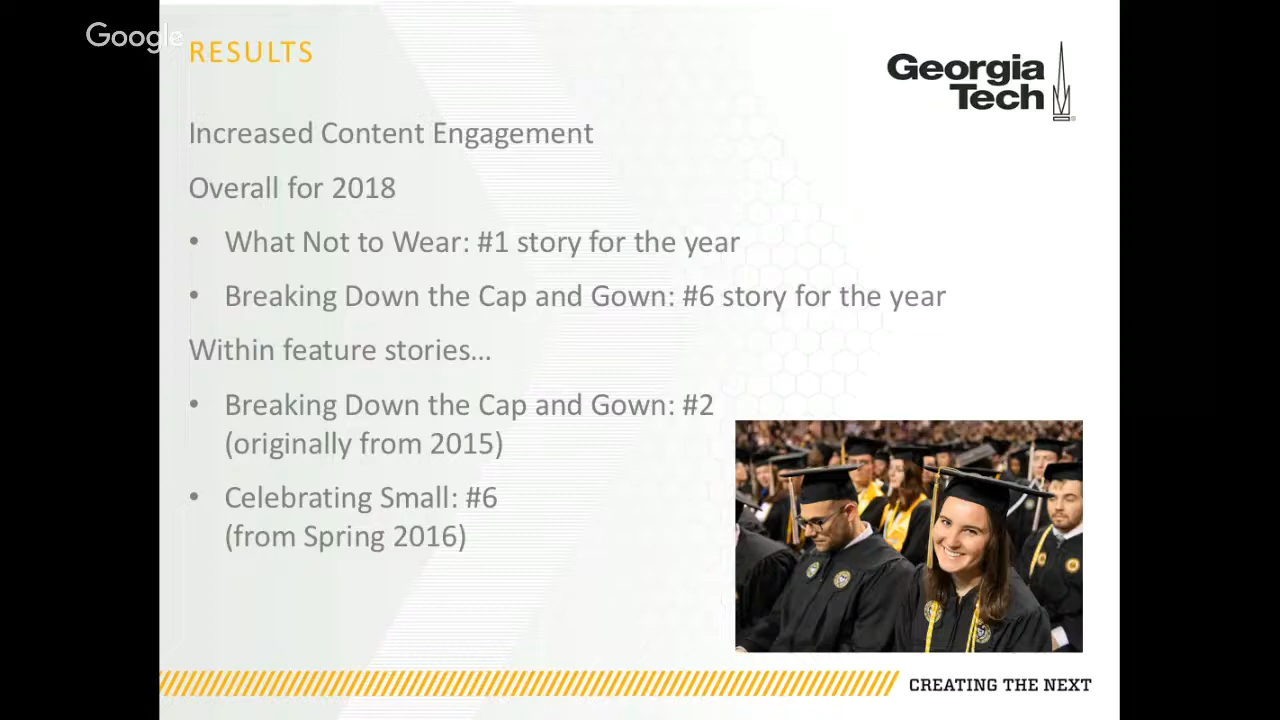 Google
RESULTS
Georgia
Tech
Increased Content Engagement
Overall for 2018
• What Not to Wear: #1 story for the year
• Breaking Down the Cap and Gown: #6 story for the year
Within feature stories…
• Breaking Down the Cap and Gown: #2
(originally from 2015)
• Celebrating Small: #6
(from Spring 2016)
CREATING THE NEXT